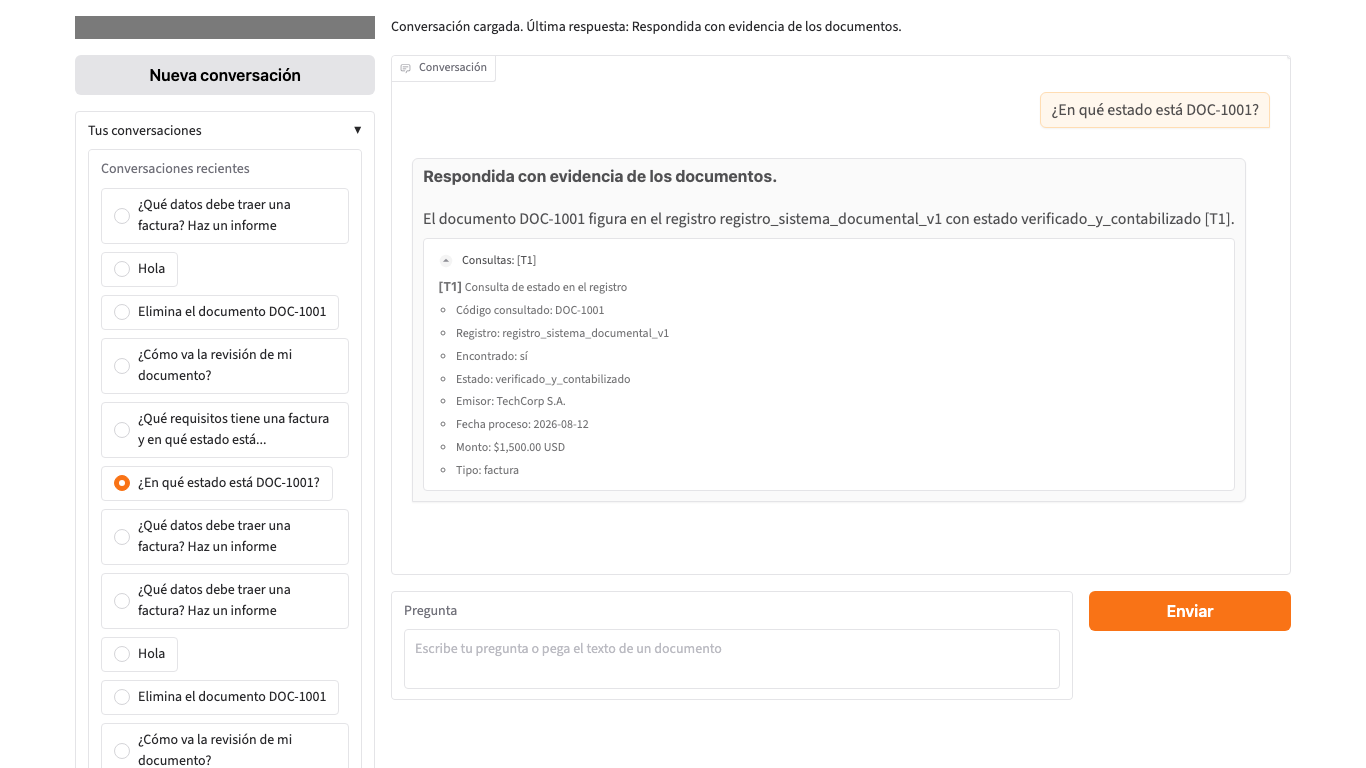 Conversación cargada. Última respuesta: Respondida con evidencia de los documentos.
Nueva conversación
Tus conversaciones
Conversaciones recientes
¿Qué datos debe traer una
factura? Haz un informe
Hola
Elimina el documento DOC-1001
¿Cómo va la revisión de mi
documento?
¿Qué requisitos tiene una factura
y en qué estado está...
¿En qué estado está DOC-1001?
¿Qué datos debe traer una
factura? Haz un informe
¿Qué datos debe traer una
factura? Haz un informe
Hola
Elimina el documento DOC-1001
¿Cómo va la revisión de mi
documento?
Conversación
¿En qué estado está DOC-1001?
Respondida con evidencia de los documentos.
El documento DOC-1001 figura en el registro registro_sistema_documental_v1 con estado verificado_y_contabilizado [T1].
Consultas: [T1]
[T1] Consulta de estado en el registro
Código consultado: DOC-1001
Registro: registro_sistema_documental_v1
Encontrado: sí
Estado: verificado_y_contabilizado
Emisor: TechCorp S.A.
Fecha proceso: 2026-08-12
Monto: $1,500.00 USD
Tipo: factura
Pregunta
Escribe tu pregunta o pega el texto de un documento
Enviar